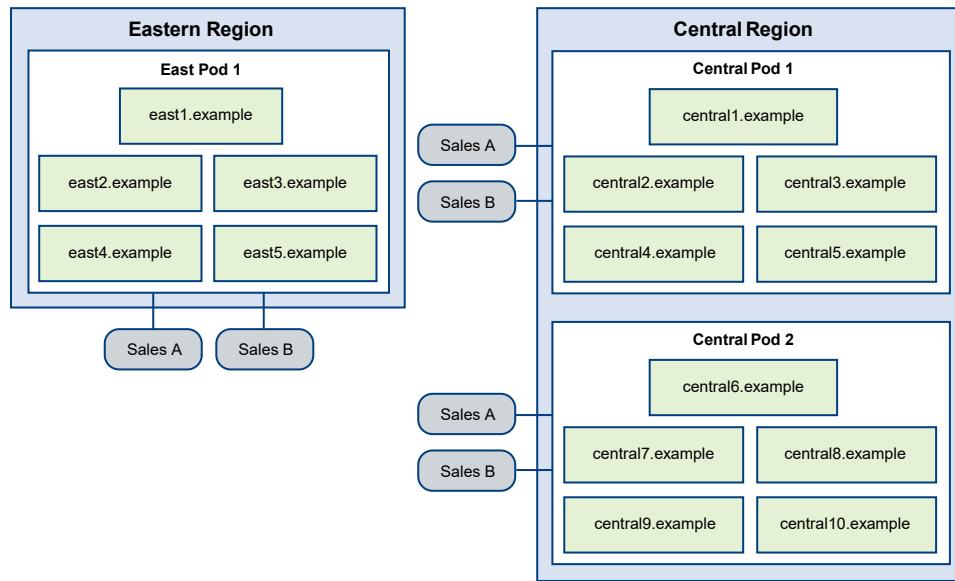 Eastern Region
East Pod 1
east1.example
east2.example
east3.example
east4.example
east5.example
Sales A
Sales B
Central Region
Central Pod 1
central1.example
Sales A
central2.example
central3.example
Sales B
central4.example
central5.example
Central Pod 2
central6.example
Sales A
central7.example
central8.example
Sales B
central9.example
central10.example